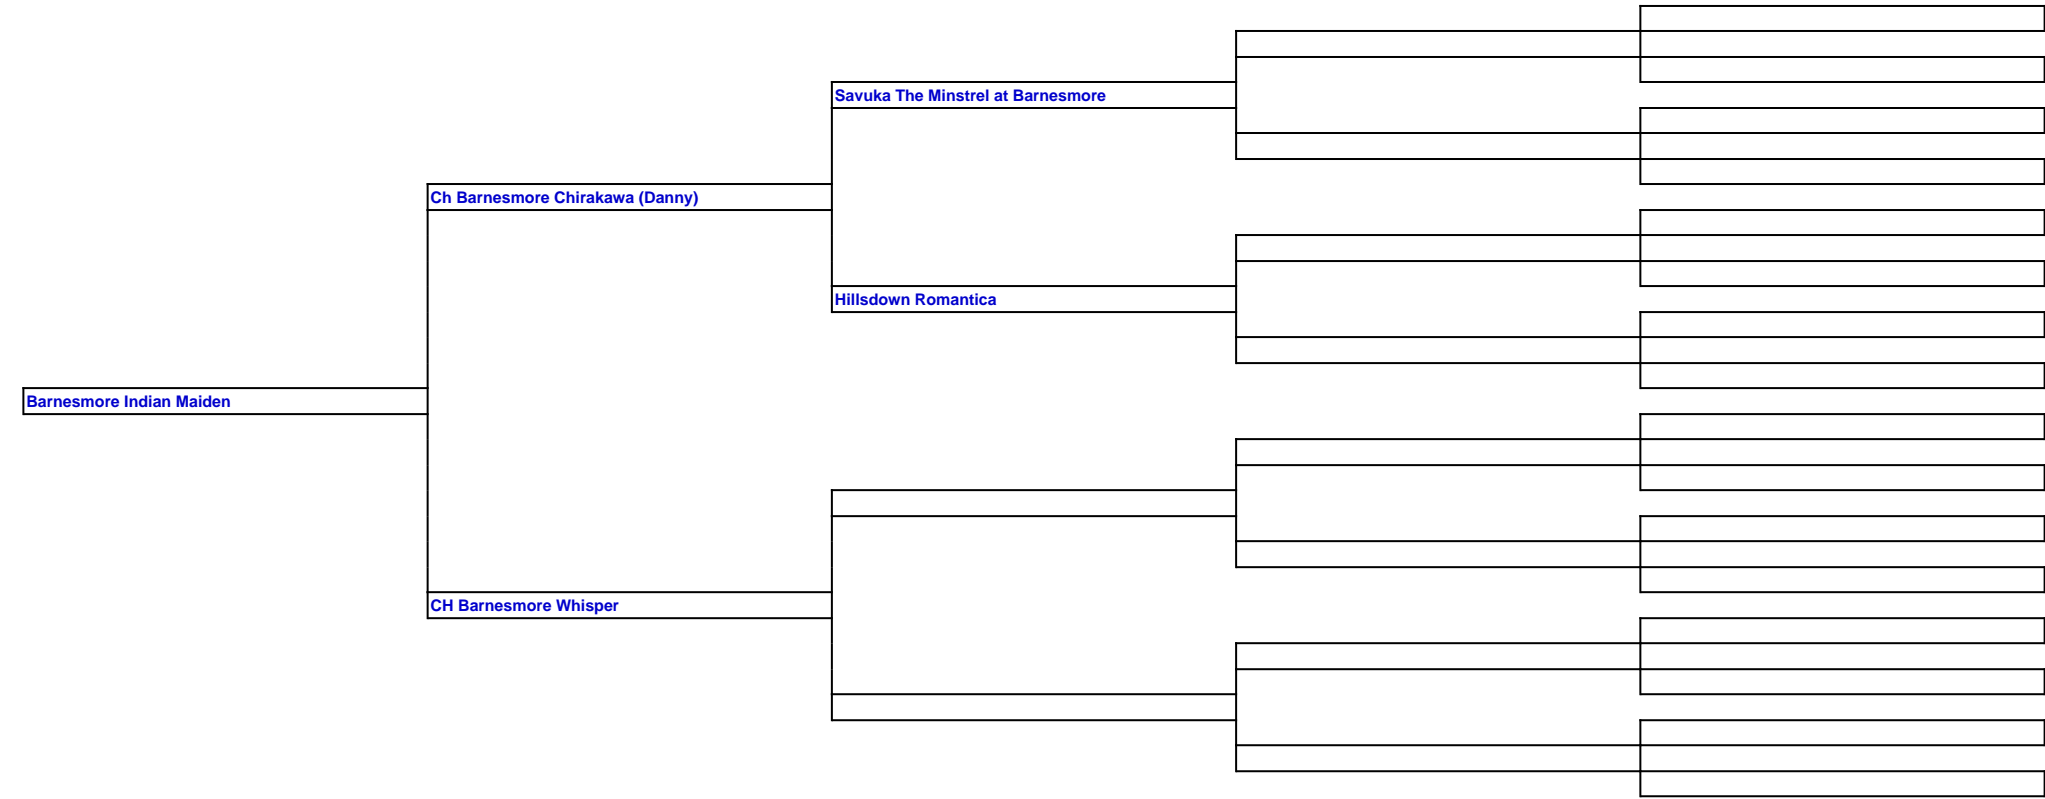 Savuka The Minstrel at Barnesmore
Ch Barnesmore Chirakawa (Danny)
Hillsdown Romantica
Barnesmore Indian Maiden
CH Barnesmore Whisper